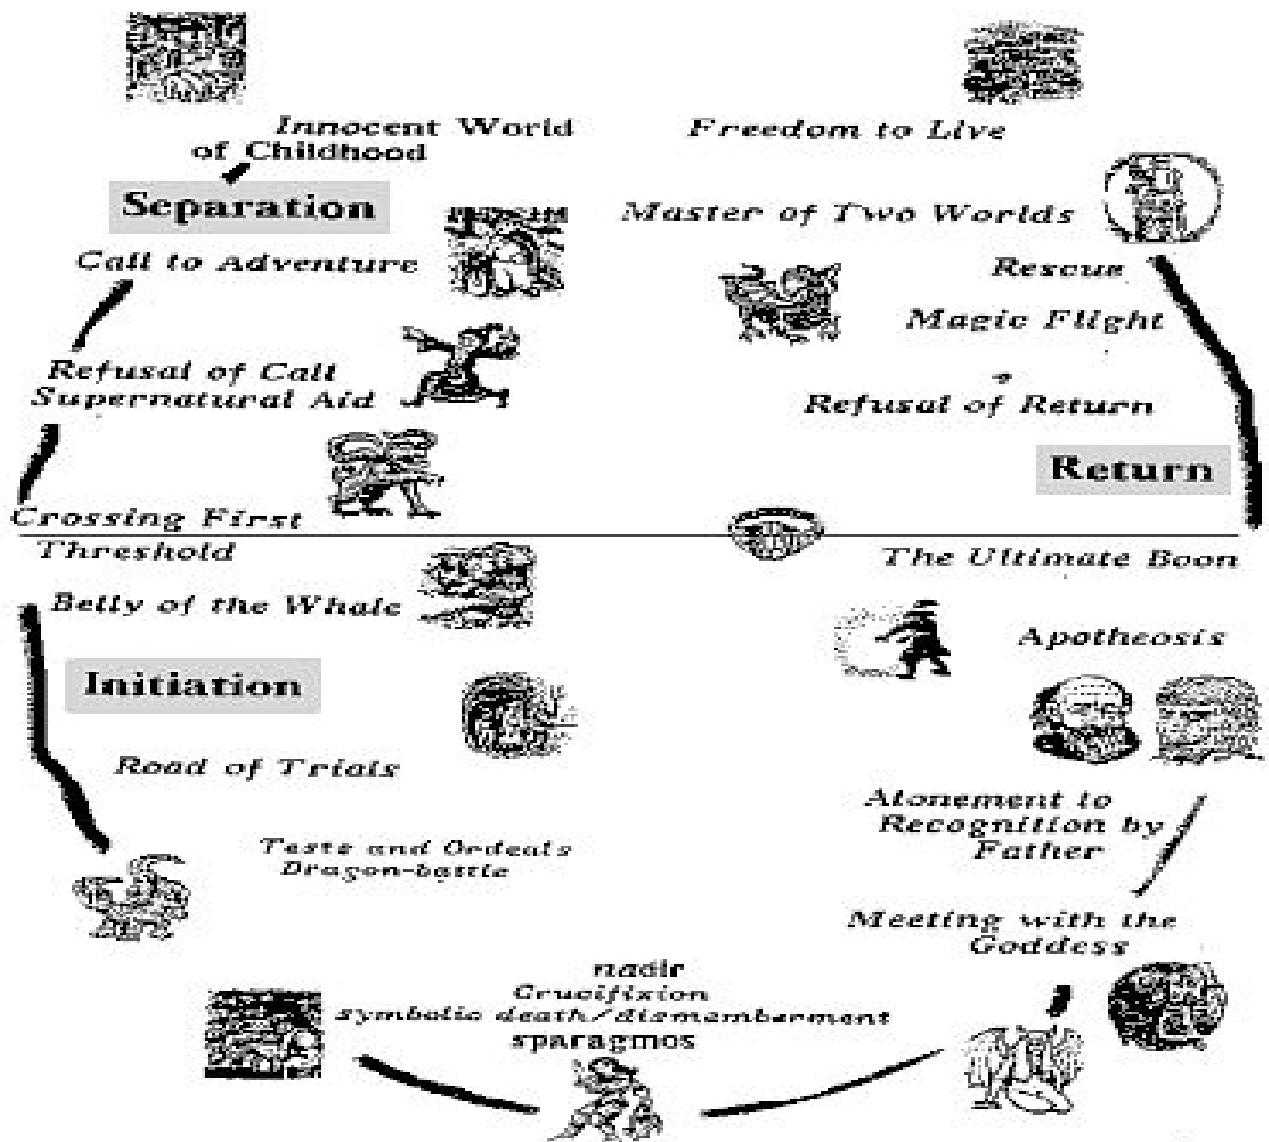 Innocent World
of Childhood
Separation
Call to Adventure
Refusal of Call
Supernatural Aid
Crossing First
Threshold
Belly of the Whale
Initiation
Road of Trials
Tests and Ordeals
Dragon-battle
nadir
Crucifixion
symbolic death/dismemberment
sparagmos
Freedom to Live
Master of Two Worlds
Rescue
Magic Flight
Refusal of Return
Return
The Ultimate Boon
Apotheosis
Atonement to
Recognition by
Father
Meeting with the
Goddess